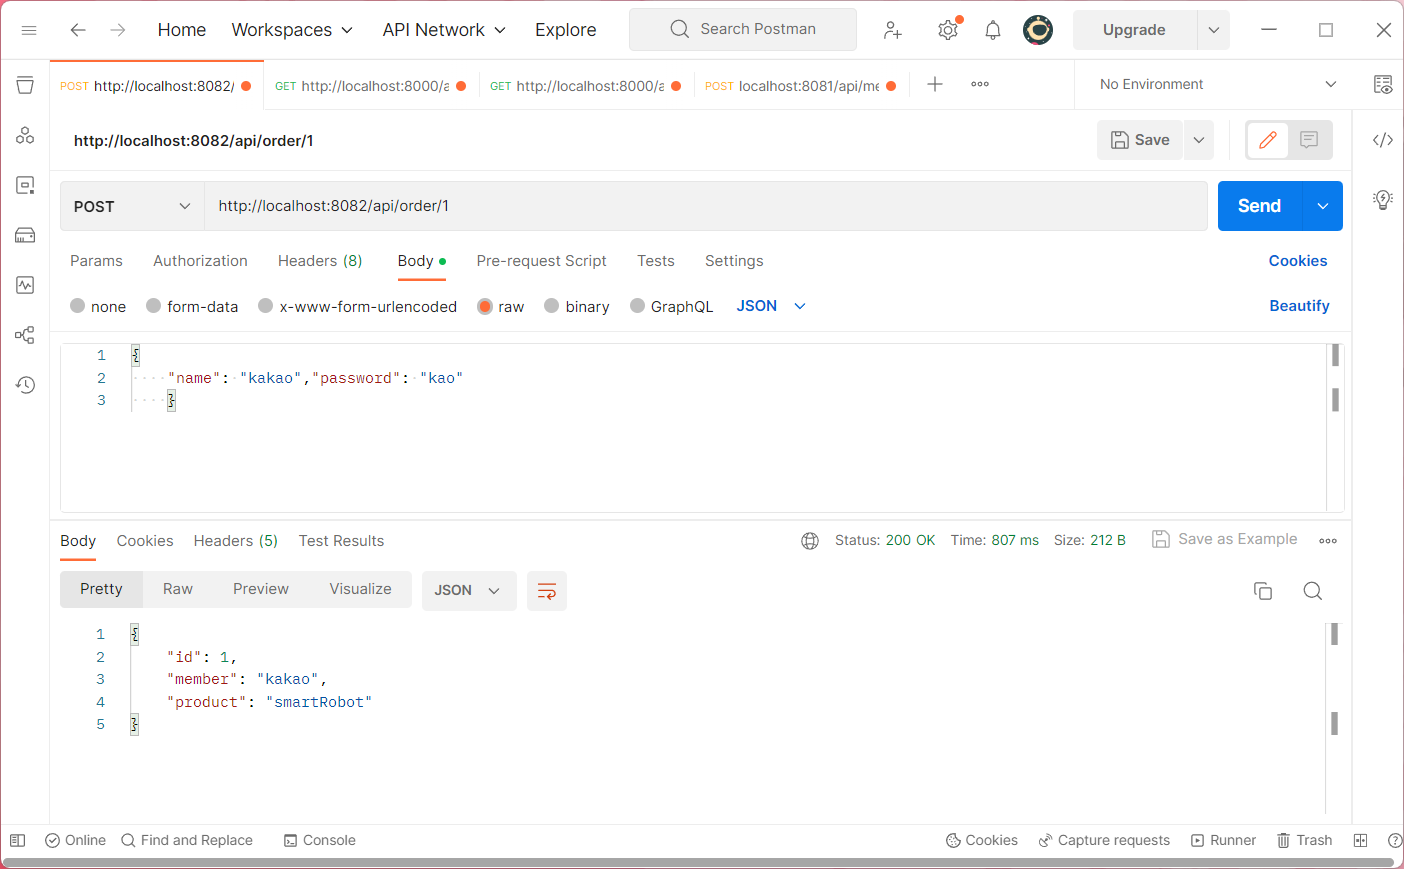 Home Workspaces API Network Explore Search Postman Upgrade
POST http://localhost:8082/ GET http://localhost:8000/a GET http://localhost:8000/a POST localhost:8081/api/me No Environment
http://localhost:8082/api/order/1 Save
POST http://localhost:8082/api/order/1 Send
Params Authorization Headers (8) Body Pre-request Script Tests Settings Cookies
none form-data x-www-form-urlencoded raw binary GraphQL JSON Beautify
1 {
2 "name": "kakao","password": "kao"
3 }
Body Cookies Headers (5) Test Results Status: 200 OK Time: 807 ms Size: 212 B Save as Example
Pretty Raw Preview Visualize JSON
1 {
2 "id": 1,
3 "member": "kakao",
4 "product": "smartRobot"
5 }
Online Find and Replace Console Cookies Capture requests Runner Trash